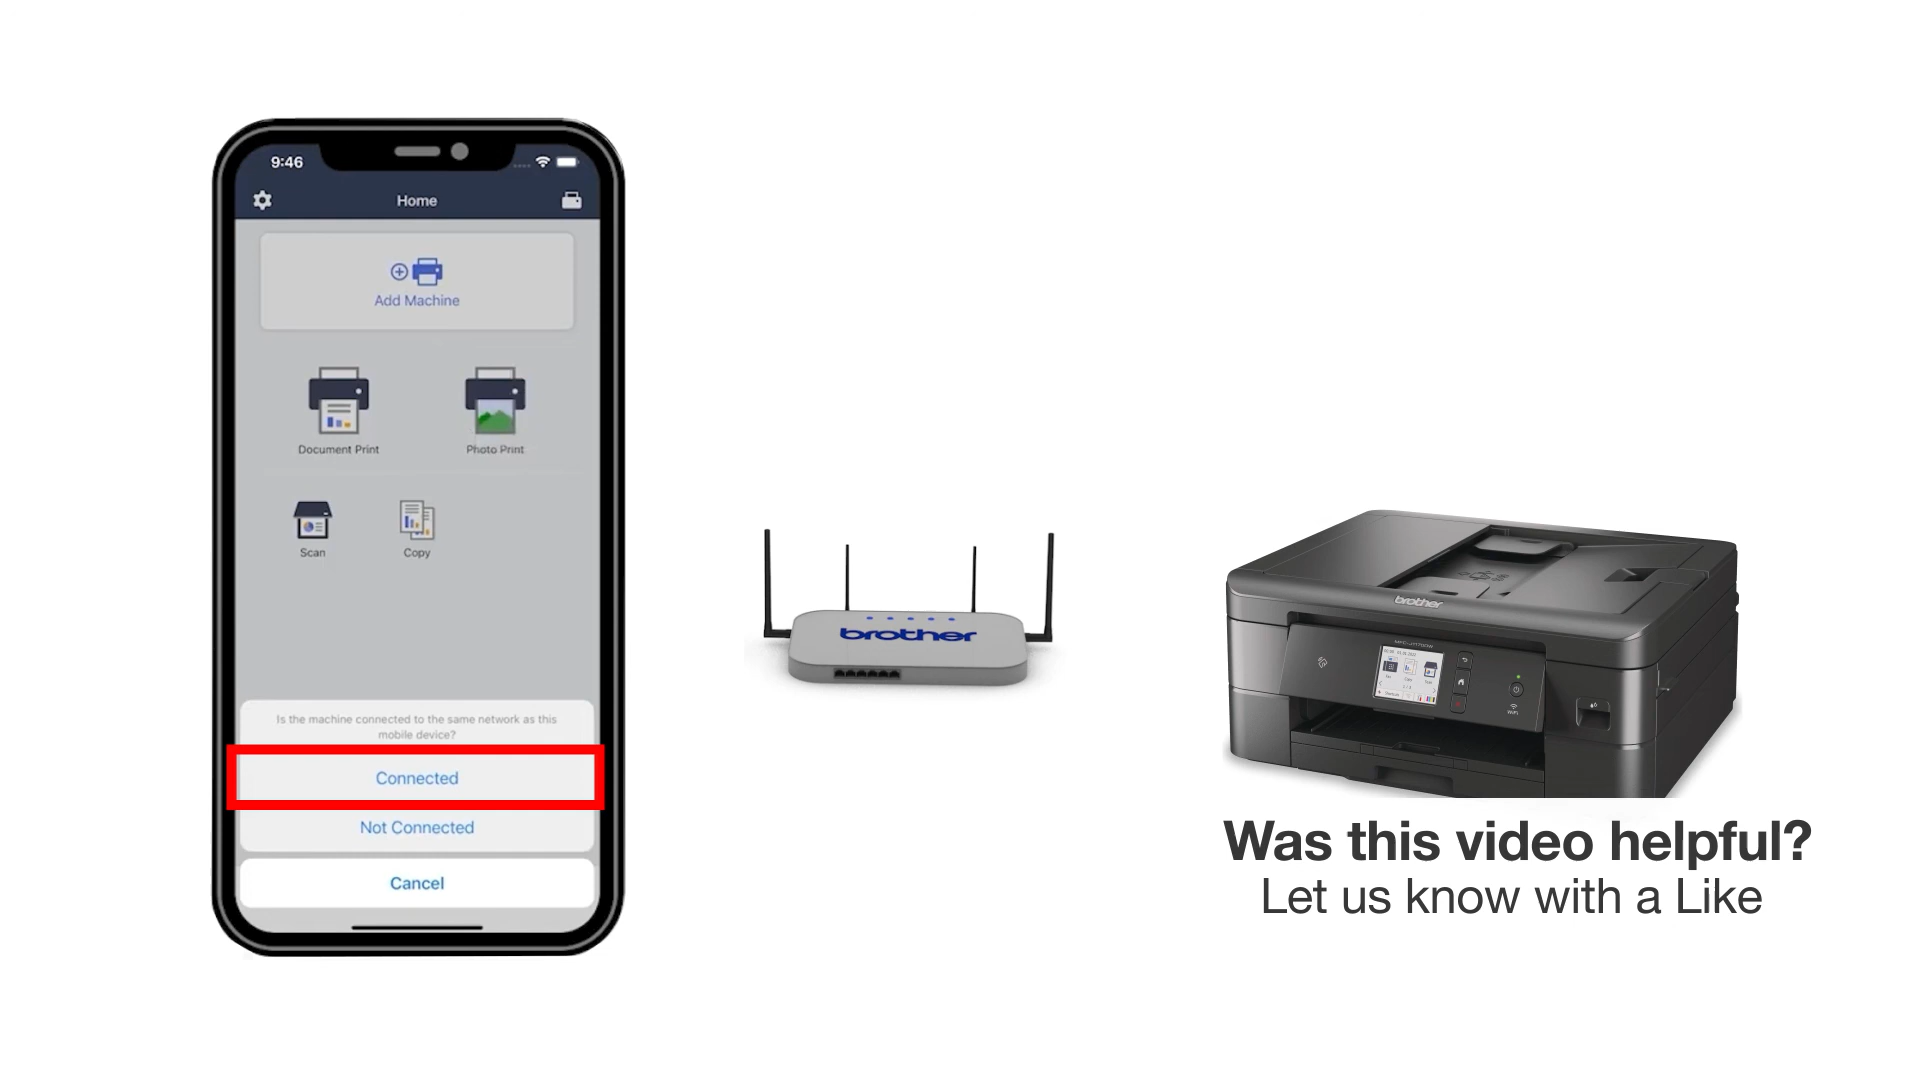 9:46
Home
Add Machine
Document Print
Photo Print
Scan
Copy
Is the machine connected to the same network as this
mobile device?
Connected
Not Connected
Cancel
brother
brother
WiFi
Was this video helpful?
Let us know with a Like